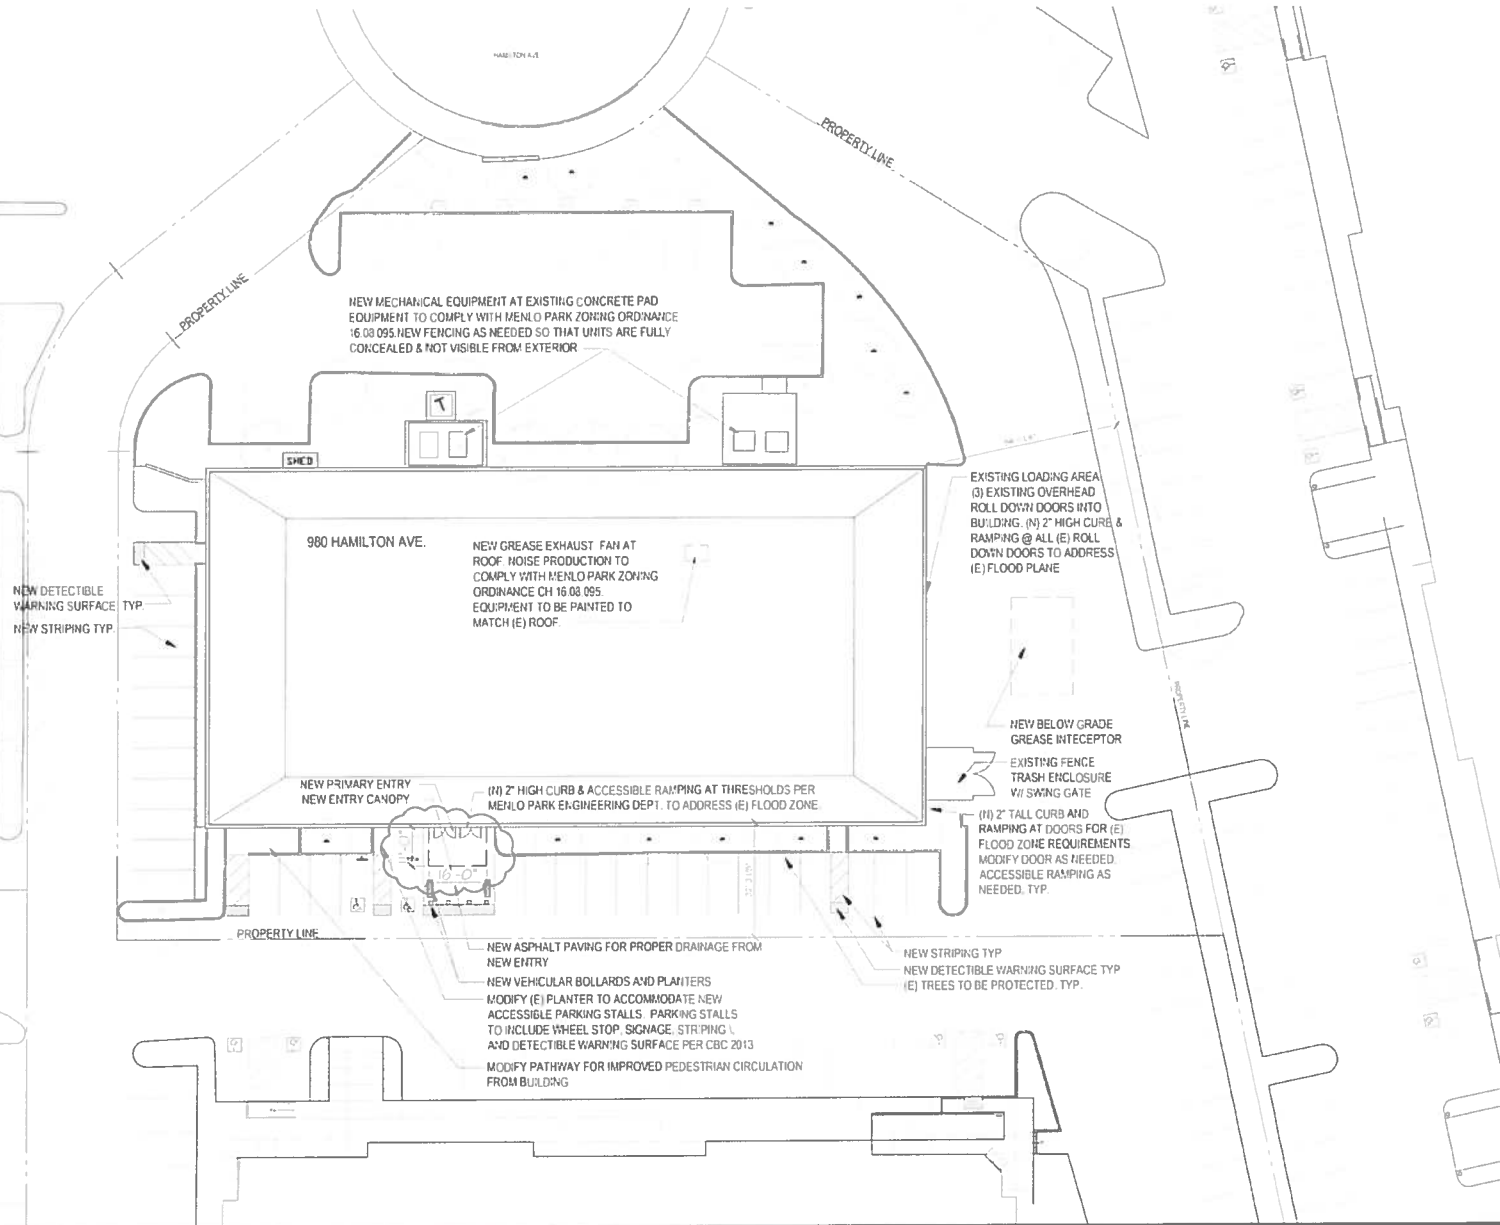 HAMILTON AVE.
PROPERTY LINE
PROPERTY LINE
NEW MECHANICAL EQUIPMENT AT EXISTING CONCRETE PAD
EQUIPMENT TO COMPLY WITH MENLO PARK ZONING ORDINANCE
16.08.095.NEW FENCING AS NEEDED SO THAT UNITS ARE FULLY
CONCEALED & NOT VISIBLE FROM EXTERIOR
T
SHED
EXISTING LOADING AREA
(3) EXISTING OVERHEAD
ROLL DOWN DOORS INTO
BUILDING. (N) 2" HIGH CURB &
RAMPING @ ALL (E) ROLL
DOWN DOORS TO ADDRESS
(E) FLOOD PLANE
980 HAMILTON AVE.
NEW GREASE EXHAUST FAN AT
ROOF. NOISE PRODUCTION TO
COMPLY WITH MENLO PARK ZONING
ORDINANCE CH 16.08.095.
EQUIPMENT TO BE PAINTED TO
MATCH (E) ROOF.
NEW DETECTIBLE
WARNING SURFACE, TYP.
NEW STRIPING TYP.
PROPERTY LINE
NEW BELOW GRADE
GREASE INTECEPTOR
EXISTING FENCE
TRASH ENCLOSURE
W/ SWING GATE
NEW PRIMARY ENTRY
NEW ENTRY CANOPY
(N) 2" HIGH CURB & ACCESSIBLE RAMPING AT THRESHOLDS PER
MENLO PARK ENGINEERING DEPT. TO ADDRESS (E) FLOOD ZONE.
(N) 2" TALL CURB AND
RAMPING AT DOORS FOR (E)
FLOOD ZONE REQUIREMENTS
MODIFY DOOR AS NEEDED.
ACCESSIBLE RAMPING AS
NEEDED, TYP.
16'-0"
PROPERTY LINE
NEW ASPHALT PAVING FOR PROPER DRAINAGE FROM
NEW ENTRY
NEW VEHICULAR BOLLARDS AND PLANTERS
MODIFY (E) PLANTER TO ACCOMMODATE NEW
ACCESSIBLE PARKING STALLS. PARKING STALLS
TO INCLUDE WHEEL STOP, SIGNAGE, STRIPING
AND DETECTIBLE WARNING SURFACE PER CBC 2013
MODIFY PATHWAY FOR IMPROVED PEDESTRIAN CIRCULATION
FROM BUILDING
NEW STRIPING TYP
NEW DETECTIBLE WARNING SURFACE TYP
(E) TREES TO BE PROTECTED. TYP.